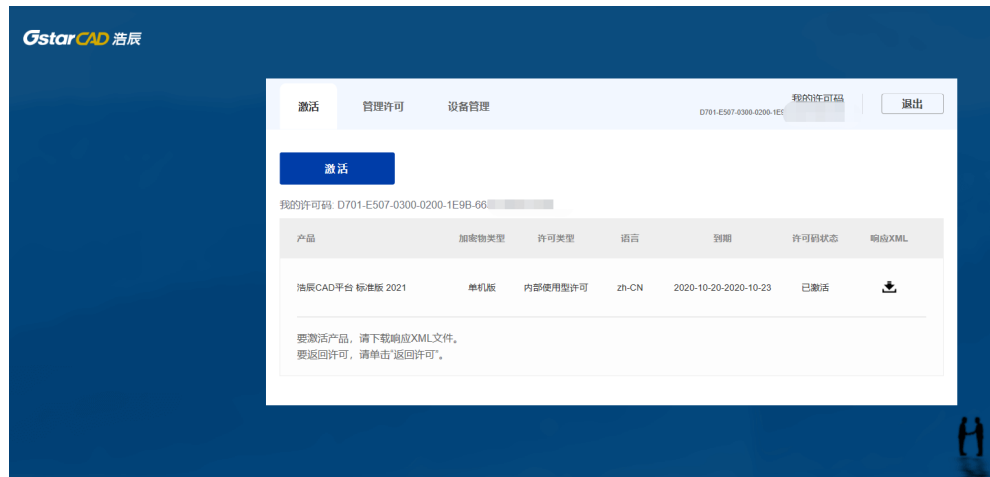 GstarCAD 浩辰
激活 管理许可 设备管理 我的许可码 退出
D701-E507-0300-0200-1E9
激活
我的许可码: D701-E507-0300-0200-1E9B-66
产品 加密物类型 许可类型 语言 到期 许可码状态 响应XML
浩辰CAD平台 标准版 2021 单机版 内部使用型许可 zh-CN 2020-10-20-2020-10-23 已激活
要激活产品，请下载响应XML文件。
要返回许可，请单击"返回许可"。